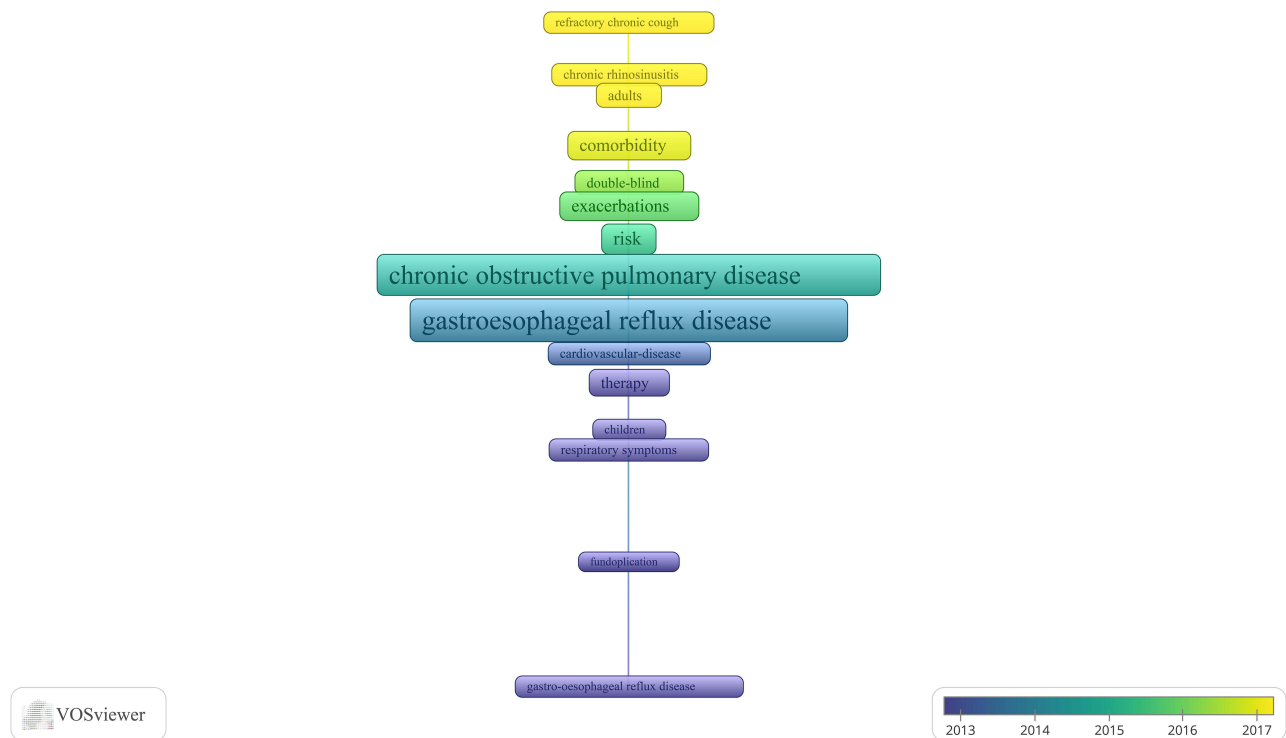 refractory chronic cough
chronic rhinosinusitis
adults
comorbidity
double-blind
exacerbations
risk
chronic obstructive pulmonary disease
gastroesophageal reflux disease
cardiovascular-disease
therapy
children
respiratory symptoms
fundoplication
gastro-oesophageal reflux disease
VOSviewer
2013 2014 2015 2016 2017